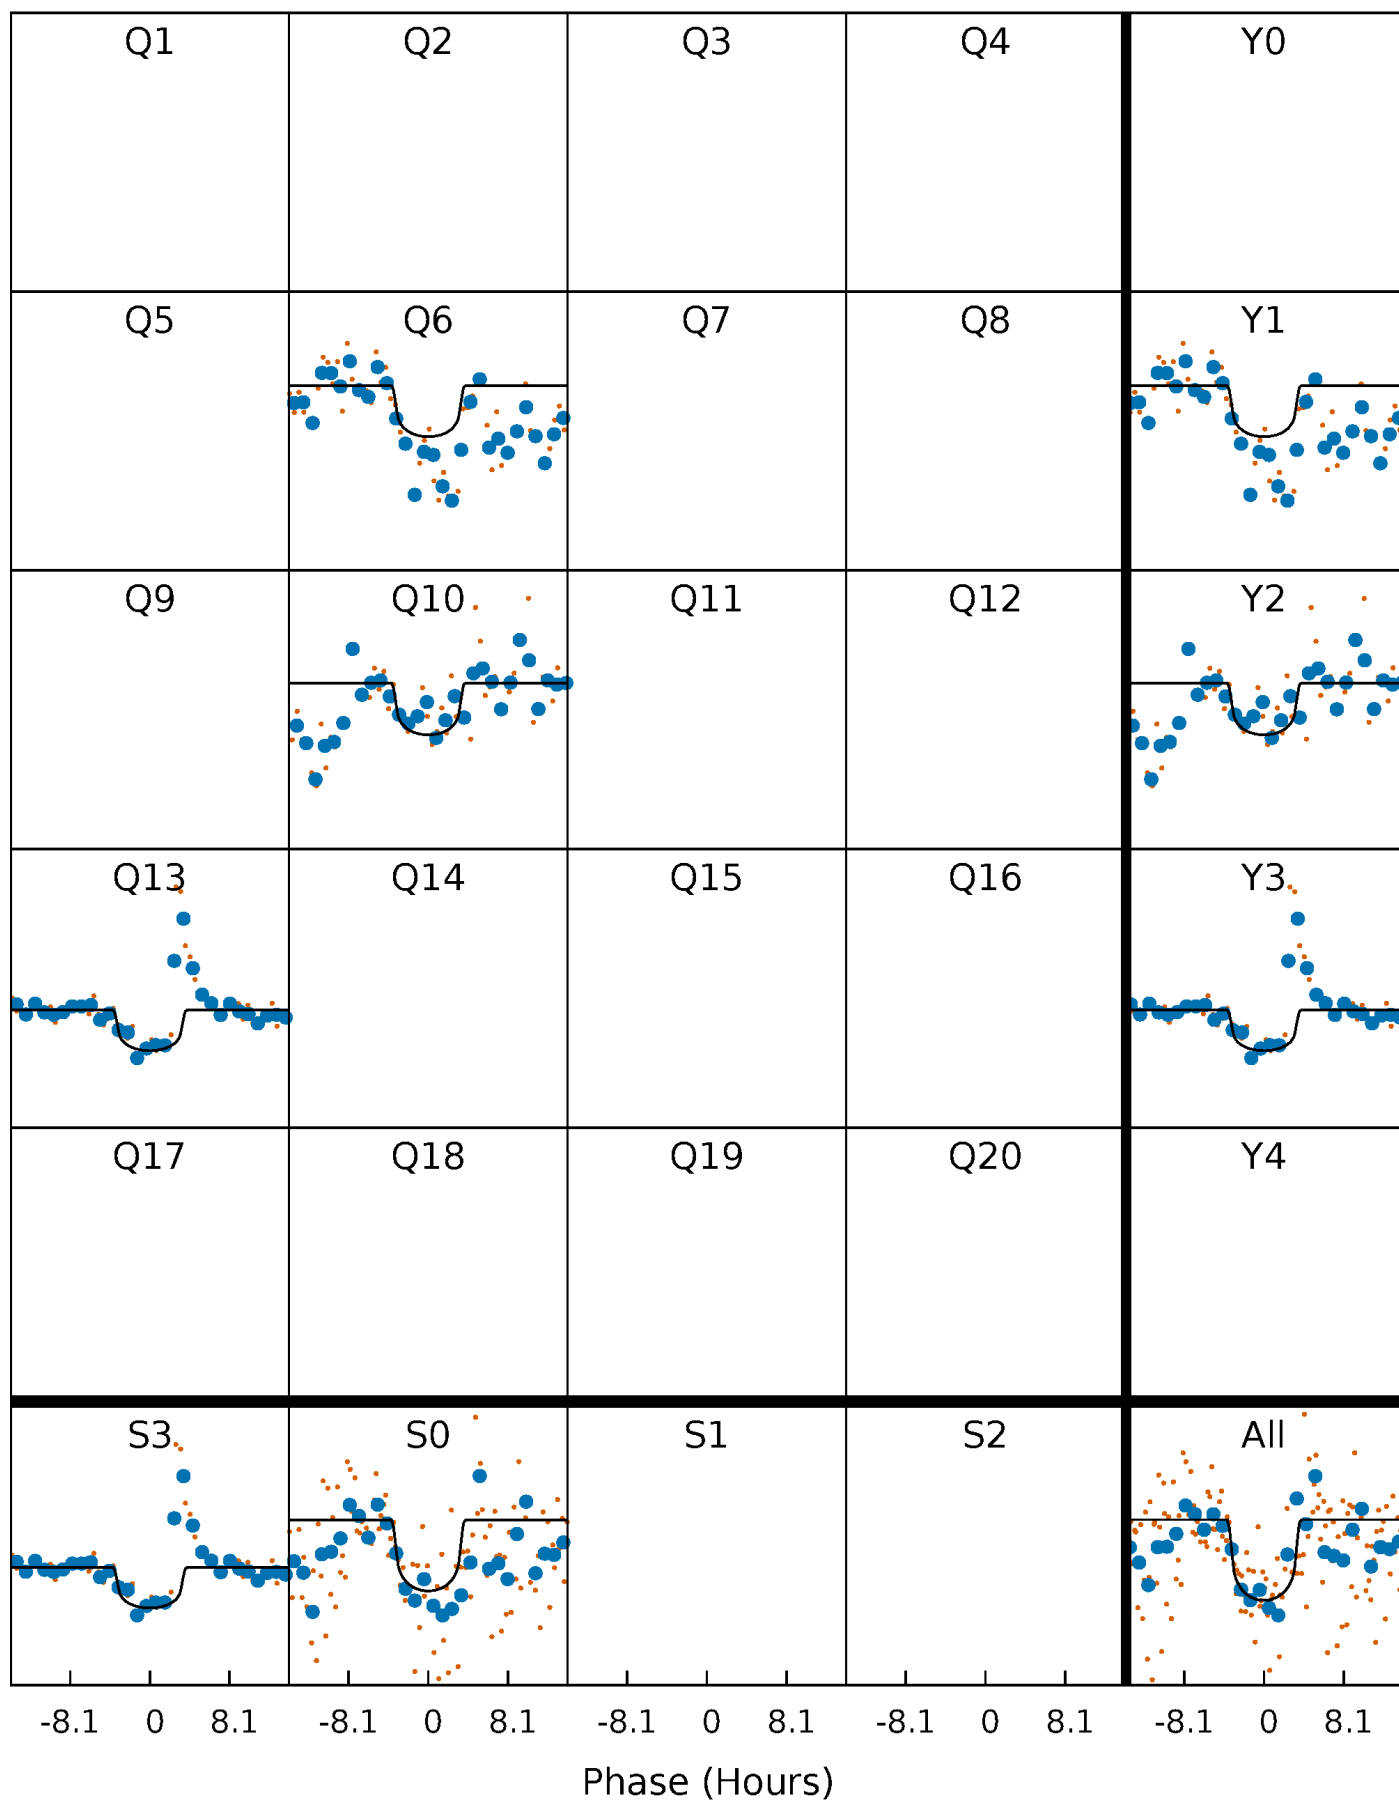 Q1 Q2 Q3 Q4 Y0
Q5 Q6 Q7 Q8 Y1
Q9 Q10 Q11 Q12 Y2
Q13 Q14 Q15 Q16 Y3
Q17 Q18 Q19 Q20 Y4
S3 S0 S1 S2 All
-8.1 0 8.1 -8.1 0 8.1 -8.1 0 8.1 -8.1 0 8.1 -8.1 0 8.1
Phase (Hours)